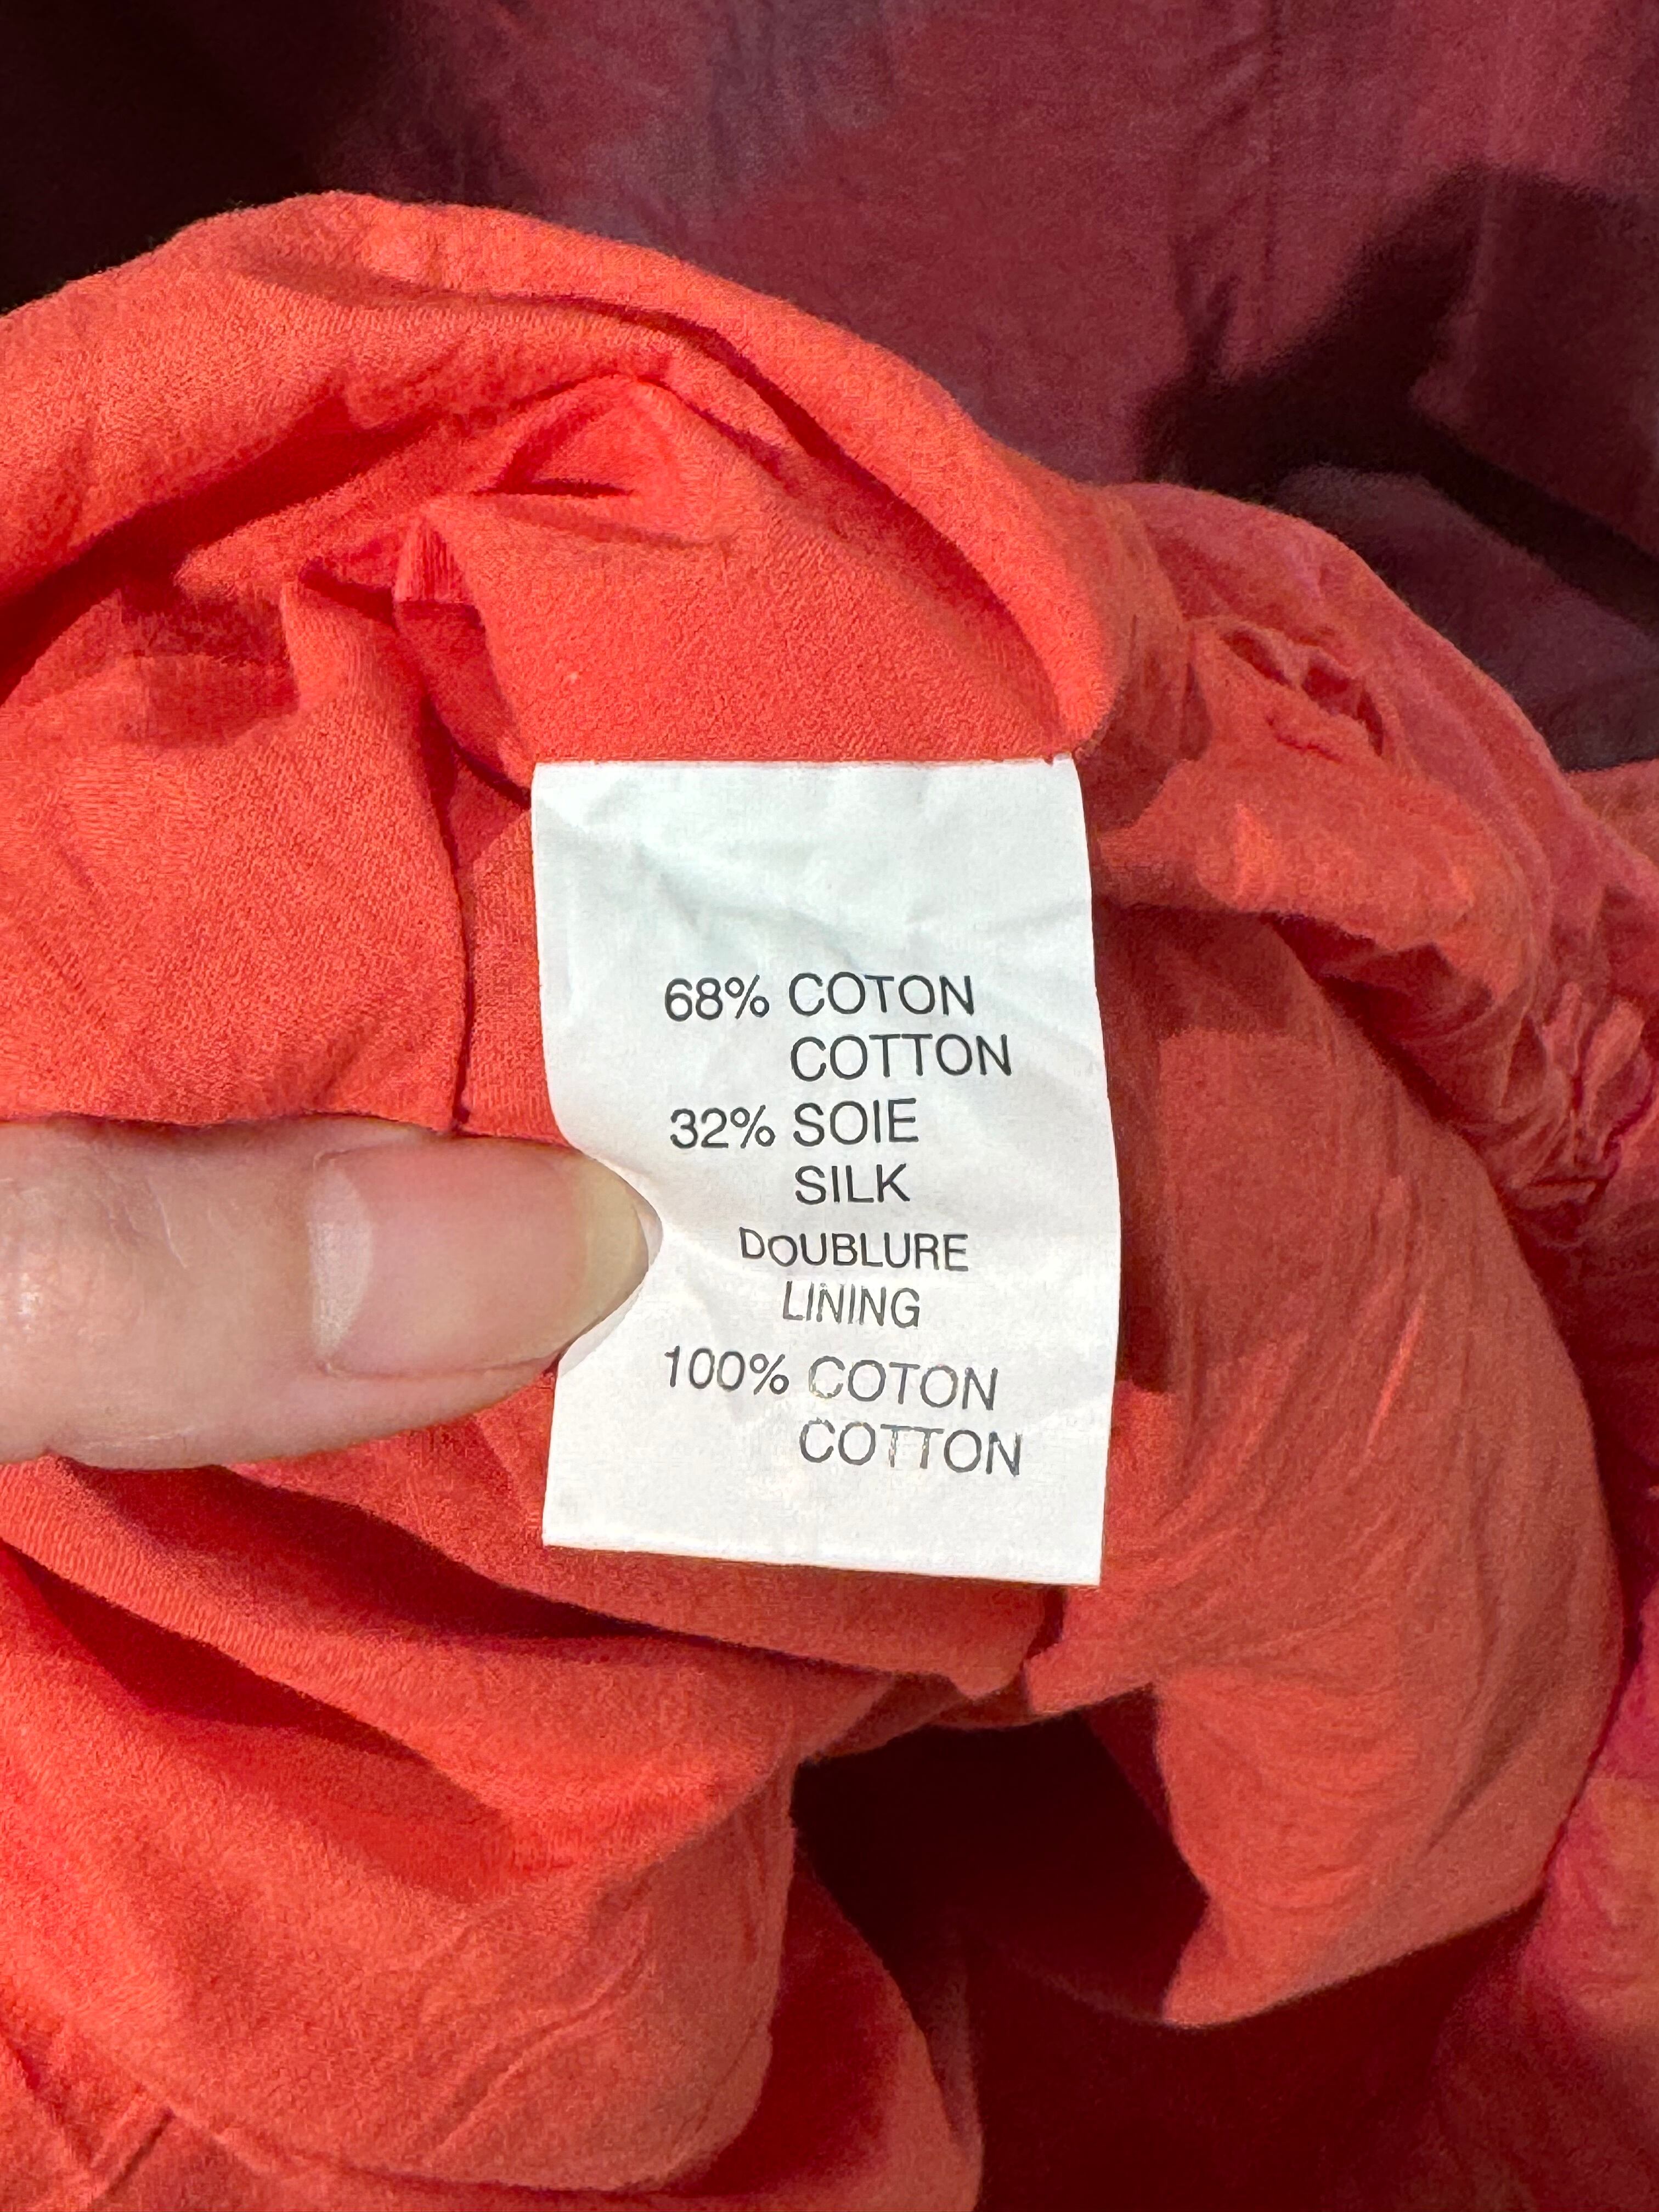 68% COTON
COTTON
32% SOIE
SILK
DOUBLURE
LINING
100% COTON
COTTON